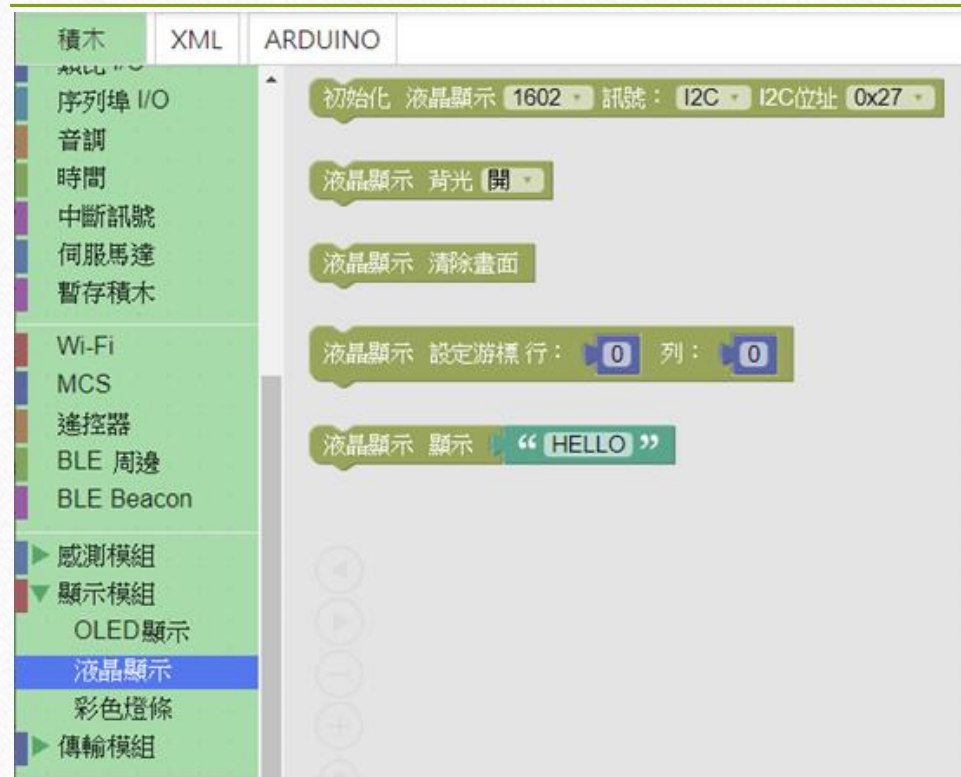 積木 XML ARDUINO
類比 I/O
序列埠 I/O
音調
時間
中斷訊號
伺服馬達
暫存積木
Wi-Fi
MCS
遙控器
BLE 周邊
BLE Beacon
感測模組
顯示模組
OLED顯示
液晶顯示
彩色燈條
傳輸模組
初始化 液晶顯示 1602 訊號： I2C I2C位址 0x27
液晶顯示 背光 開
液晶顯示 清除畫面
液晶顯示 設定游標 行： 0 列： 0
液晶顯示 顯示 “ HELLO ”